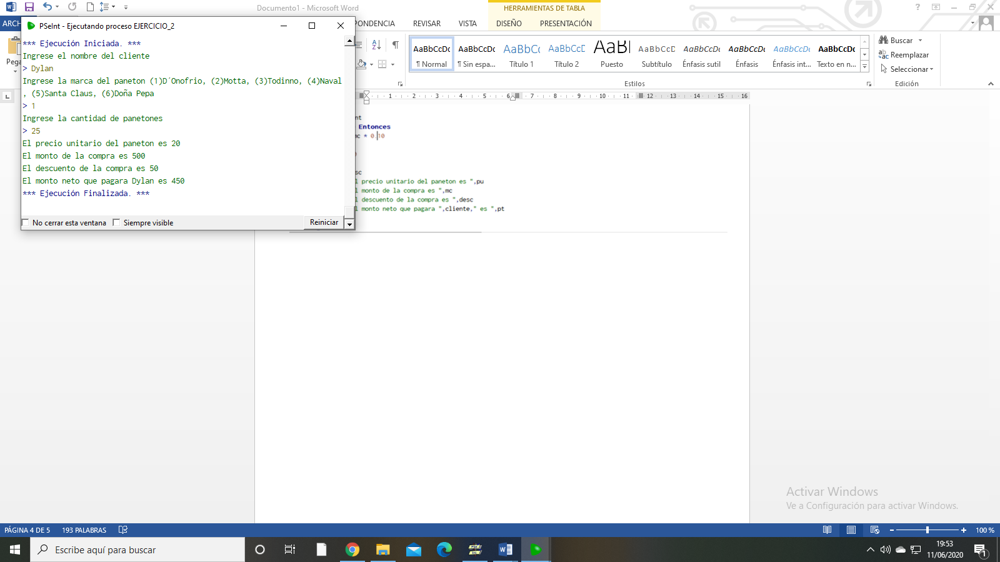 Documento1 - Microsoft Word
HERRAMIENTAS DE TABLA
PSeInt - Ejecutando proceso EJERCICIO_2
REVISAR VISTA DISEÑO PRESENTACIÓN
*** Ejecución Iniciada. ***
Ingrese el nombre del cliente
> Dylan
Ingrese la marca del paneton (1)D´Onofrio, (2)Motta, (3)Todinno, (4)Naval
, (5)Santa Claus, (6)Doña Pepa
> 1
Ingrese la cantidad de panetones
> 25
El precio unitario del paneton es 20
El monto de la compra es 500
El descuento de la compra es 50
El monto neto que pagara Dylan es 450
*** Ejecución Finalizada. ***
No cerrar esta ventana Siempre visible Reiniciar
AaBbCcDc AaBbCcDc AaBbCc AaBbCcD AaB AaBbCcD AaBbCcDc AaBbCcDc AaBbCcDc AaBbCcDc
¶ Normal ¶ Sin espa... Título 1 Título 2 Puesto Subtítulo Énfasis sutil Énfasis Énfasis int... Texto en n...
Estilos
Buscar
Reemplazar
Seleccionar
Edición
1 2 3 4 5 6 7 8 9 10 11 12 13 14 15 16
Entonces
mc * 0.10
precio unitario del paneton es ",pu
monto de la compra es ",mc
descuento de la compra es ",desc
monto neto que pagara ",cliente," es ",pt
Activar Windows
Ve a Configuración para activar Windows.
PÁGINA 4 DE 5 193 PALABRAS 100 %
Escribe aquí para buscar
19:53
11/06/2020
1